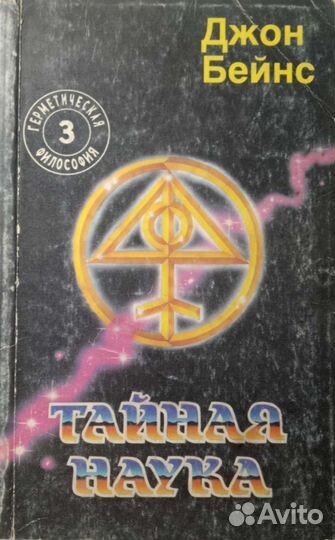 Джон
Бейнс
ГЕРМЕТИЧЕСКАЯ
3
ФИЛОСОФИЯ
ТАЙНАЯ
НАУКА
Avito